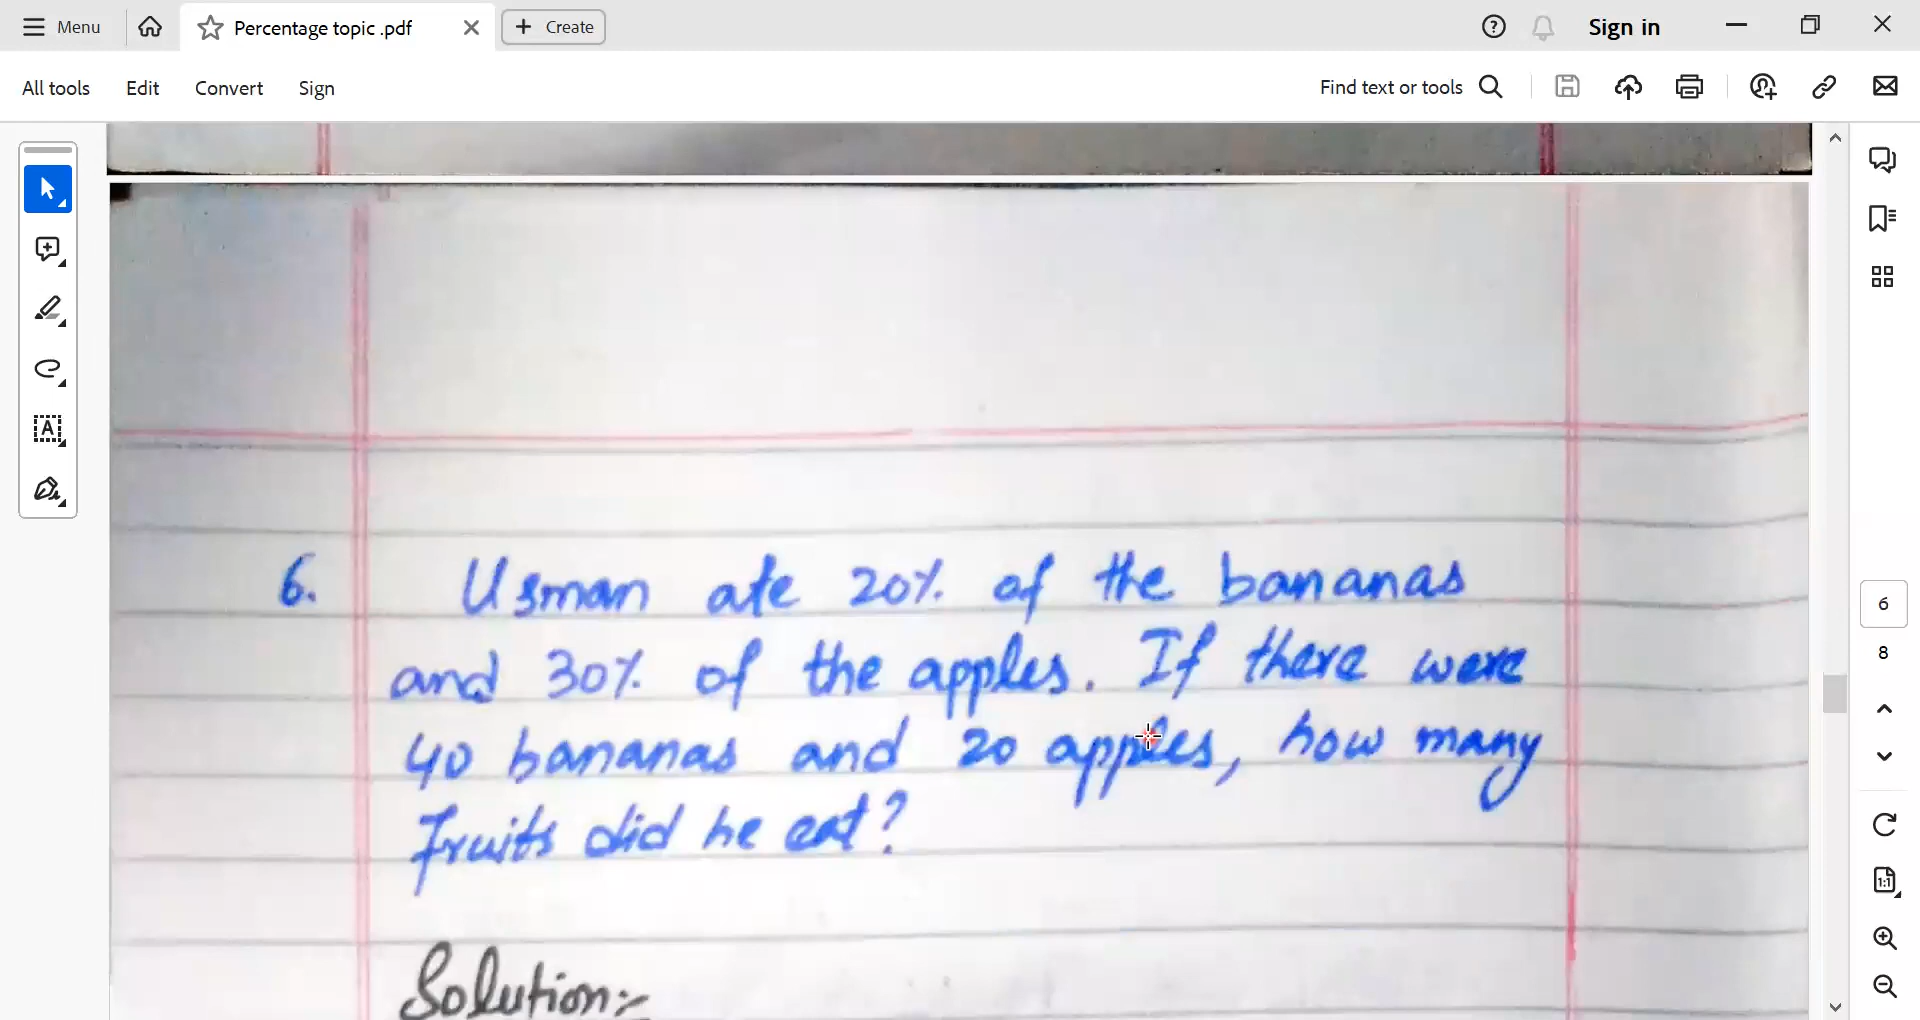 Menu
Percentage topic .pdf
Create
Sign in
All tools
Edit
Convert
Sign
Find text or tools
6. Usman ate 20% of the bananas
and 30% of the apples. If there were
40 bananas and 20 apples, how many
fruits did he eat?
Solution:-
6
8